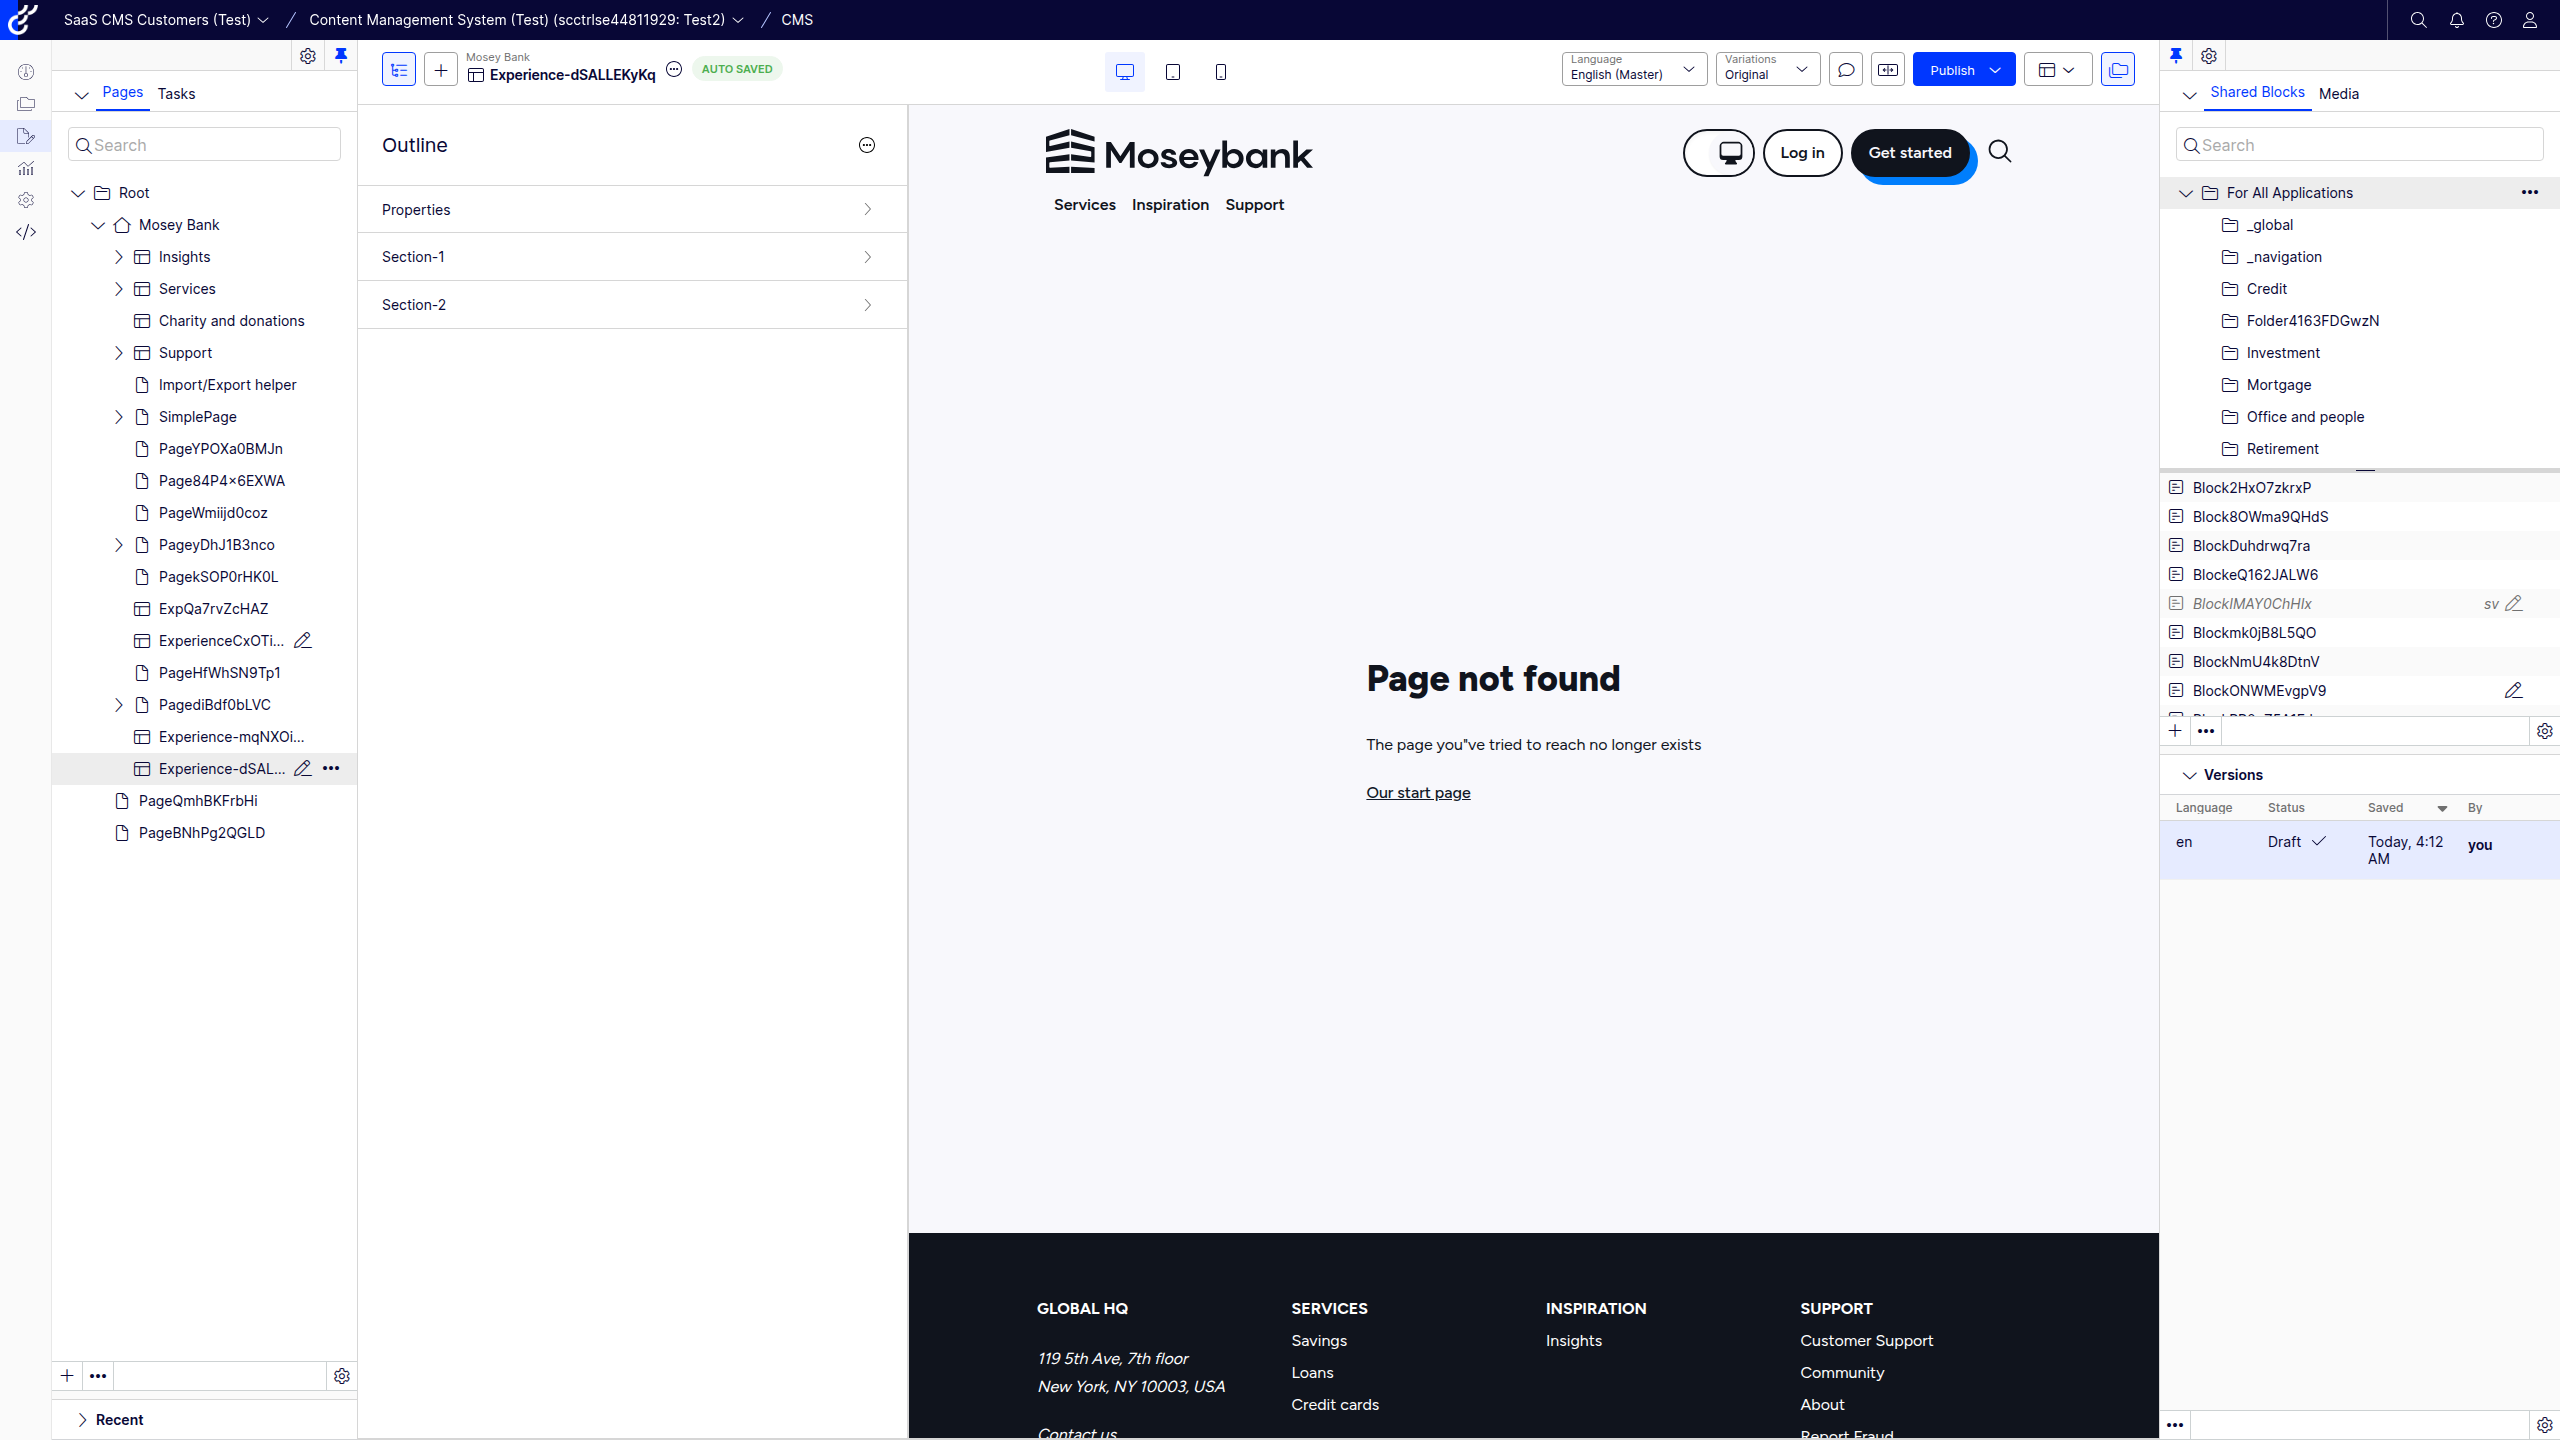 SaaS CMS Customers (Test)
Content Management System (Test) (scctrlse44811929: Test2)
CMS
Pages
Tasks
Search
Root
Mosey Bank
Insights
Services
Charity and donations
Support
Import/Export helper
SimplePage
PageYPOXa0BMJn
Page84P4x6EXWA
PageWmiijd0coz
PageyDhJ1B3nco
PagekSOP0rHK0L
ExpQa7rvZcHAZ
ExperienceCxOTi...
PageHfWhSN9Tp1
PagediBdf0bLVC
Experience-mqNXOi...
Experience-dSAL...
PageQmhBKFrbHi
PageBNhPg2QGLD
Recent
Mosey Bank
Experience-dSALLEKyKq
AUTO SAVED
Language
English (Master)
Variations
Original
Publish
Outline
Properties
Section-1
Section-2
Moseybank
Log in
Get started
Services
Inspiration
Support
Page not found
The page you"ve tried to reach no longer exists
Our start page
GLOBAL HQ
119 5th Ave, 7th floor
New York, NY 10003, USA
Contact us
SERVICES
Savings
Loans
Credit cards
INSPIRATION
Insights
SUPPORT
Customer Support
Community
About
Report Fraud
Shared Blocks
Media
Search
For All Applications
_global
_navigation
Credit
Folder4163FDGwzN
Investment
Mortgage
Office and people
Retirement
Block2HxO7zkrxP
Block8OWma9QHdS
BlockDuhdrwq7ra
BlockeQ162JALW6
sv
Blockmk0jB8L5QO
BlockNmU4k8DtnV
BlockONWMEvgpV9
Versions
Language
Status
Saved
By
en
Draft
Today, 4:12
AM
you